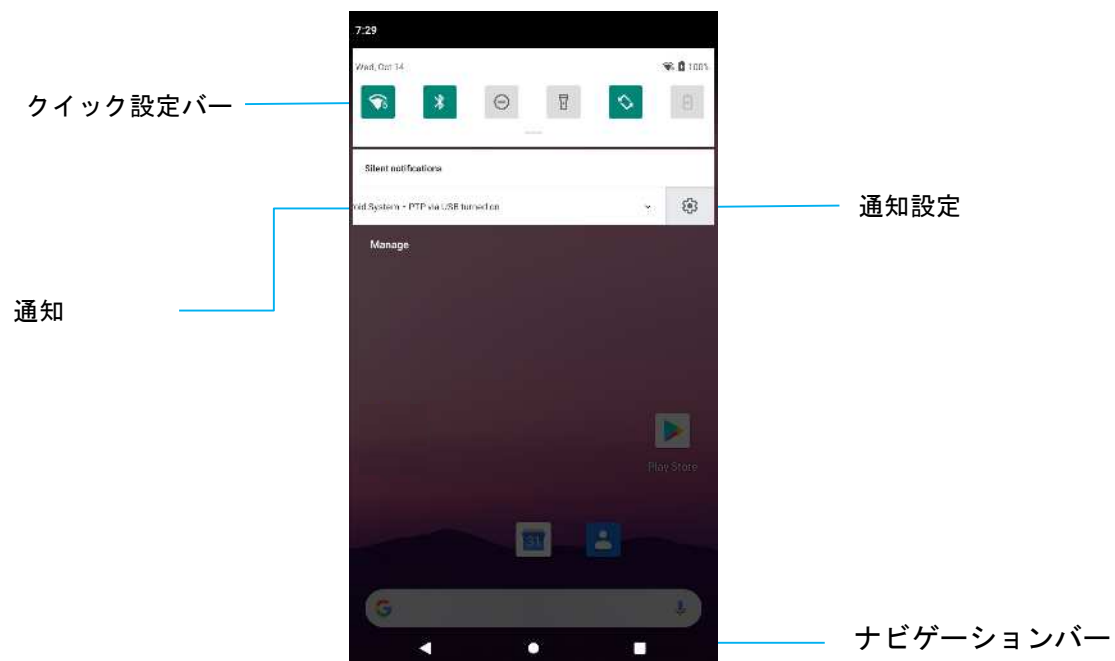 7:29
Wed, Oct 14
100%
クイック設定バー
Silent notifications
oid System • PTP via USB turned on
通知設定
Manage
通知
Play Store
31
ナビゲーションバー